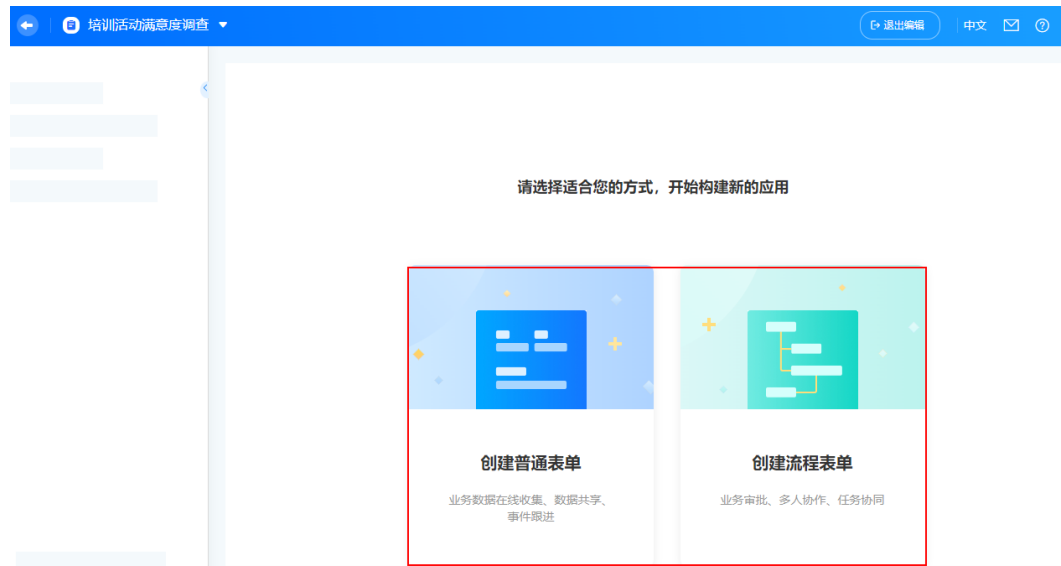 培训活动满意度调查
退出编辑
中文
请选择适合您的方式，开始构建新的应用
创建普通表单
业务数据在线收集、数据共享、
事件跟进
创建流程表单
业务审批、多人协作、任务协同